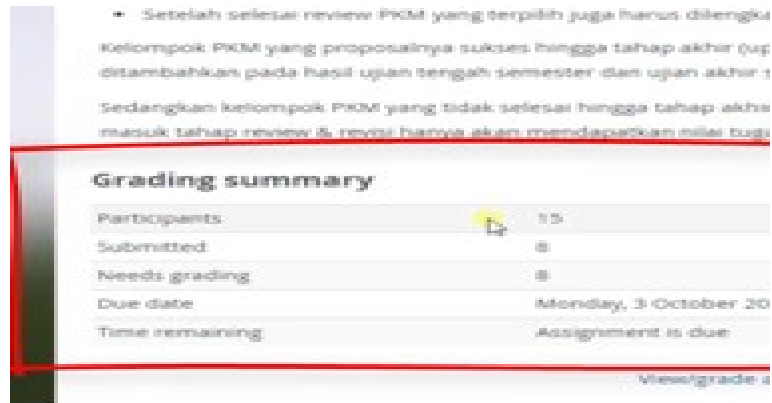 Setelah selesai review PKM yang terpilih juga harus
Kelompok PKM yang proposalnya sukses hingga tahap akhir
ditambahkan pada hasil ujian tengah semester dan ujian akhir
Sedangkan kelompok PKM yang tidak selesai hingga tahap
masuk tahap review & revisi hanya akan mendapatkan nilai
Grading summary
Participants 15
Submitted 8
Needs grading 8
Due date Monday, 3 October
Time remaining Assignment is due
View/grade